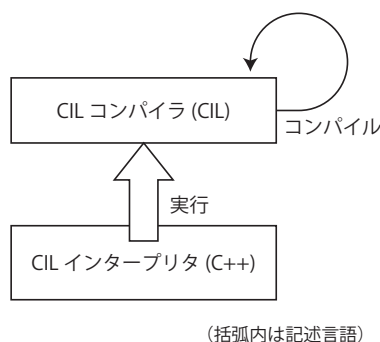 CIL コンパイラ (CIL)
コンパイル
実行
CIL インタープリタ (C++)
（括弧内は記述言語）